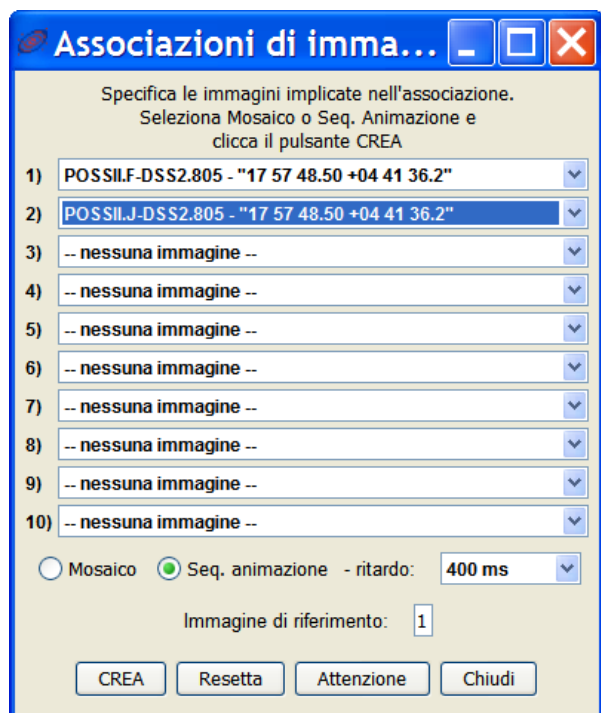 Associazioni di imma...
Specifica le immagini implicate nell'associazione.
Seleziona Mosaico o Seq. Animazione e
clicca il pulsante CREA
1) POSSII.F-DSS2.805 - "17 57 48.50 +04 41 36.2"
2) POSSII.J-DSS2.805 - "17 57 48.50 +04 41 36.2"
3) -- nessuna immagine --
4) -- nessuna immagine --
5) -- nessuna immagine --
6) -- nessuna immagine --
7) -- nessuna immagine --
8) -- nessuna immagine --
9) -- nessuna immagine --
10) -- nessuna immagine --
Mosaico Seq. animazione - ritardo: 400 ms
Immagine di riferimento: 1
CREA Resetta Attenzione Chiudi